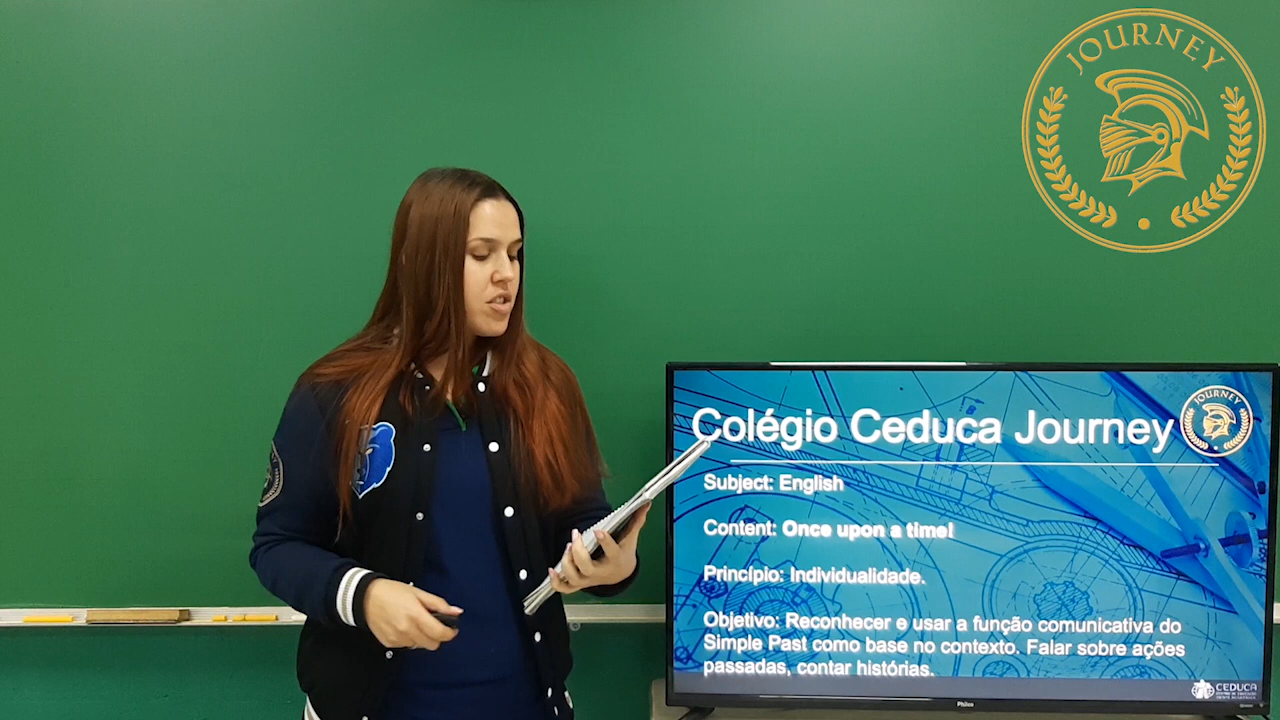 JOURNEY
Colégio Ceduca Journey
JOURNEY
Subject: English
Content: Once upon a time!
Princípio: Individualidade.
Objetivo: Reconhecer e usar a função comunicativa do
Simple Past como base no contexto. Falar sobre ações
passadas, contar histórias.
CEDUCA
Philco